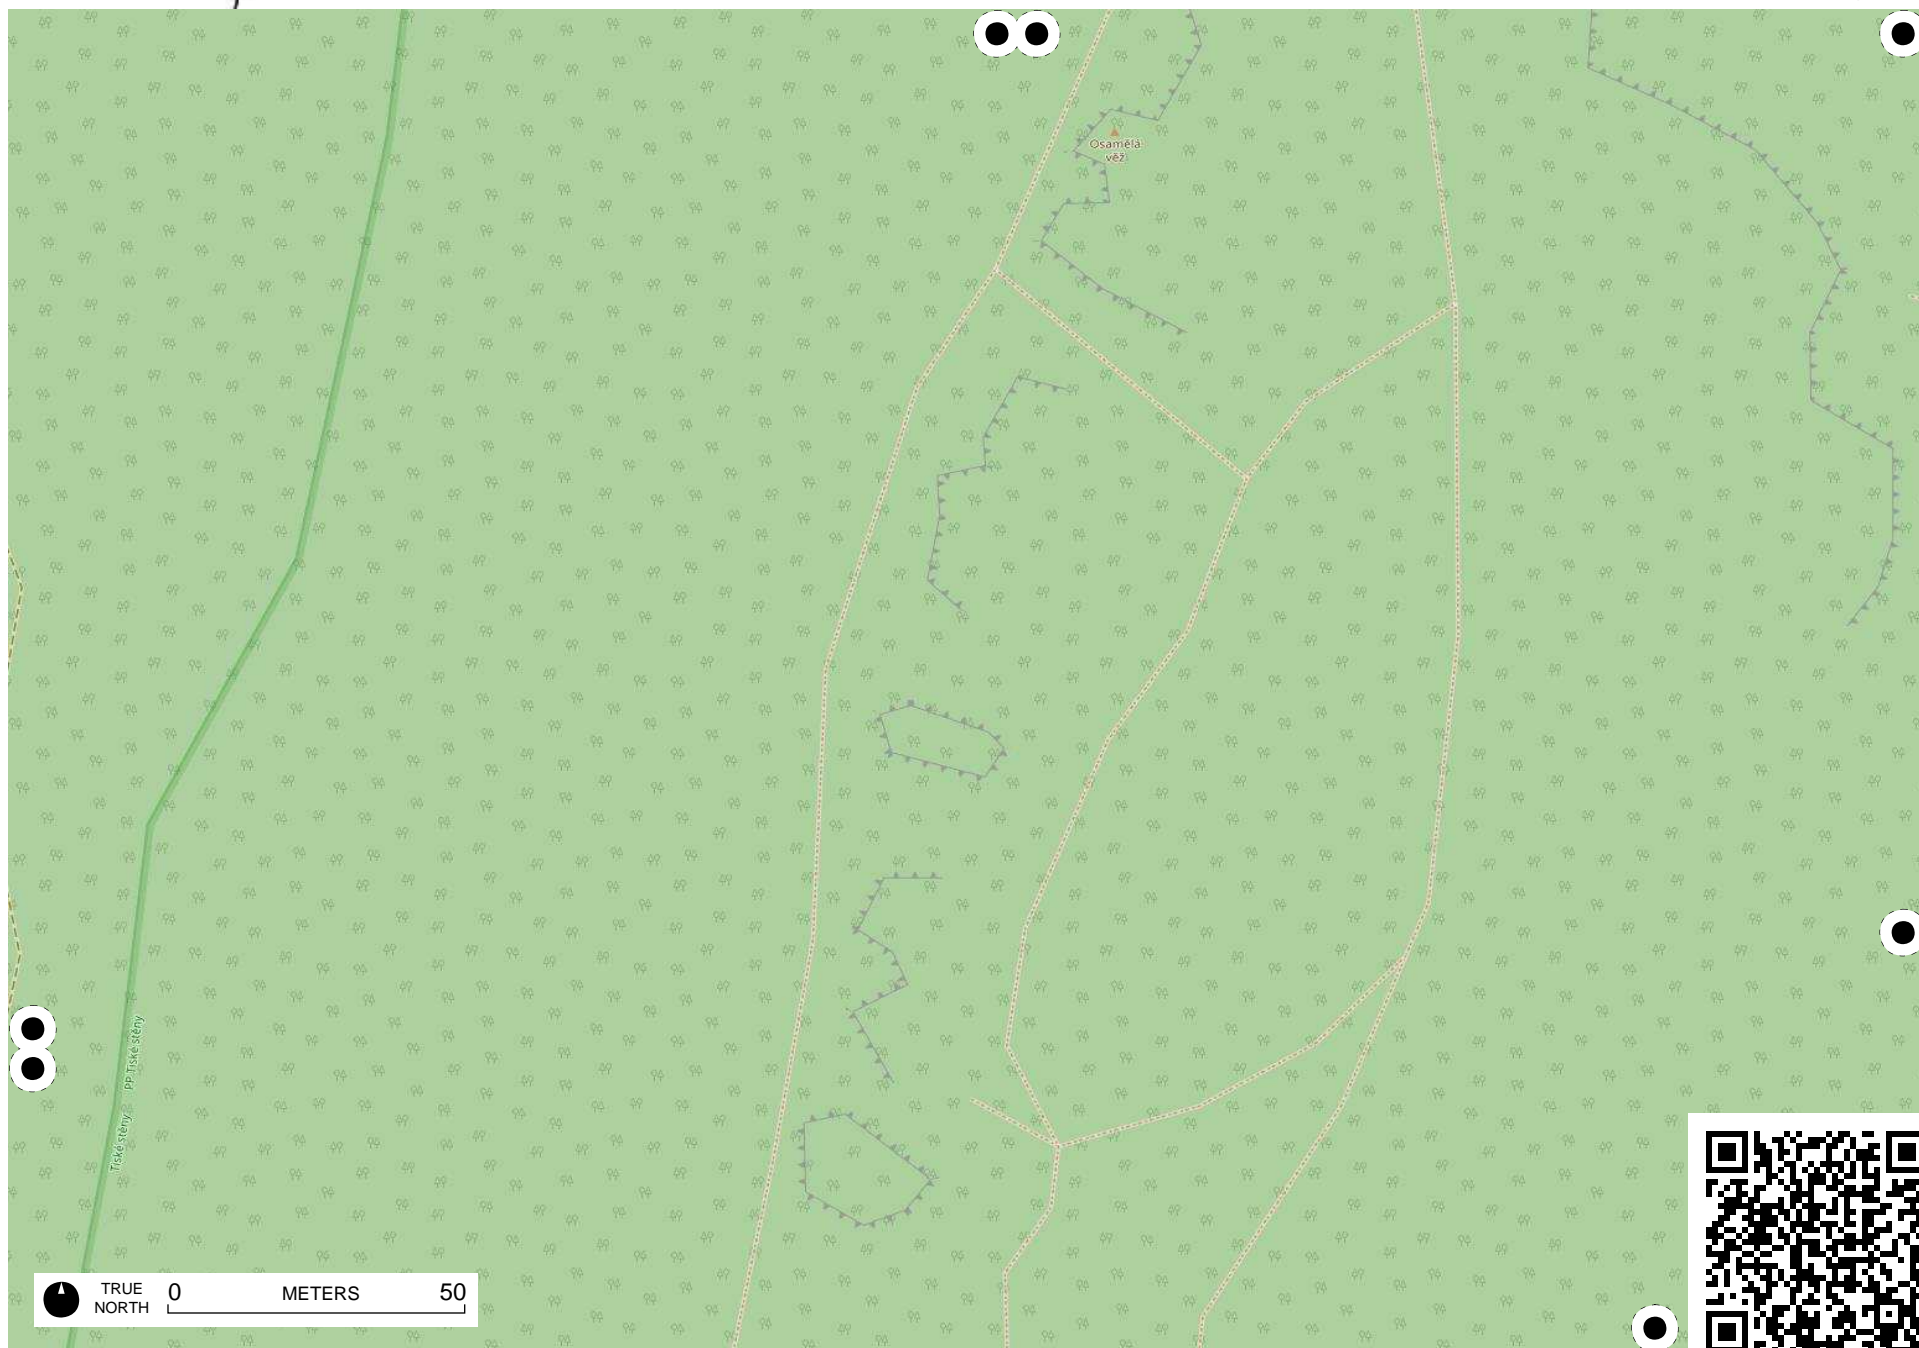 Osamělá
věž
PP Tiské stěny
Tiské stěny
TRUE
NORTH
0 METERS 50